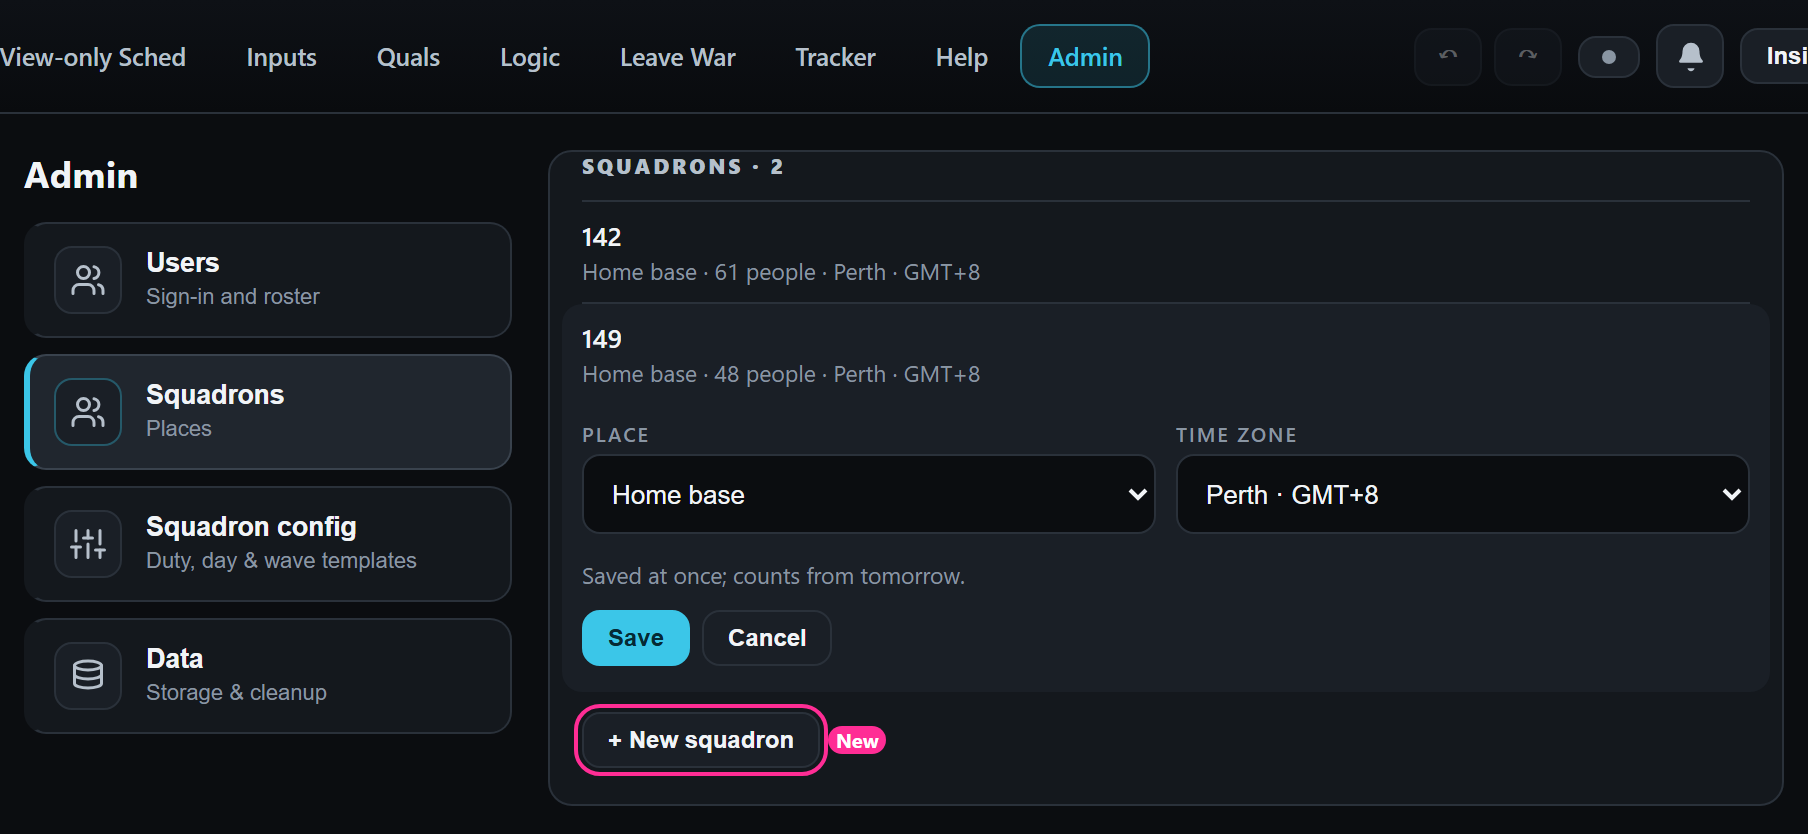 View-only Sched
Inputs
Quals
Logic
Leave War
Tracker
Help
Admin
Insi
Admin
Users
Sign-in and roster
Squadrons
Places
Squadron config
Duty, day & wave templates
Data
Storage & cleanup
SQUADRONS · 2
142
Home base · 61 people · Perth · GMT+8
149
Home base · 48 people · Perth · GMT+8
PLACE
TIME ZONE
Home base
Perth · GMT+8
Saved at once; counts from tomorrow.
Save
Cancel
+ New squadron
New